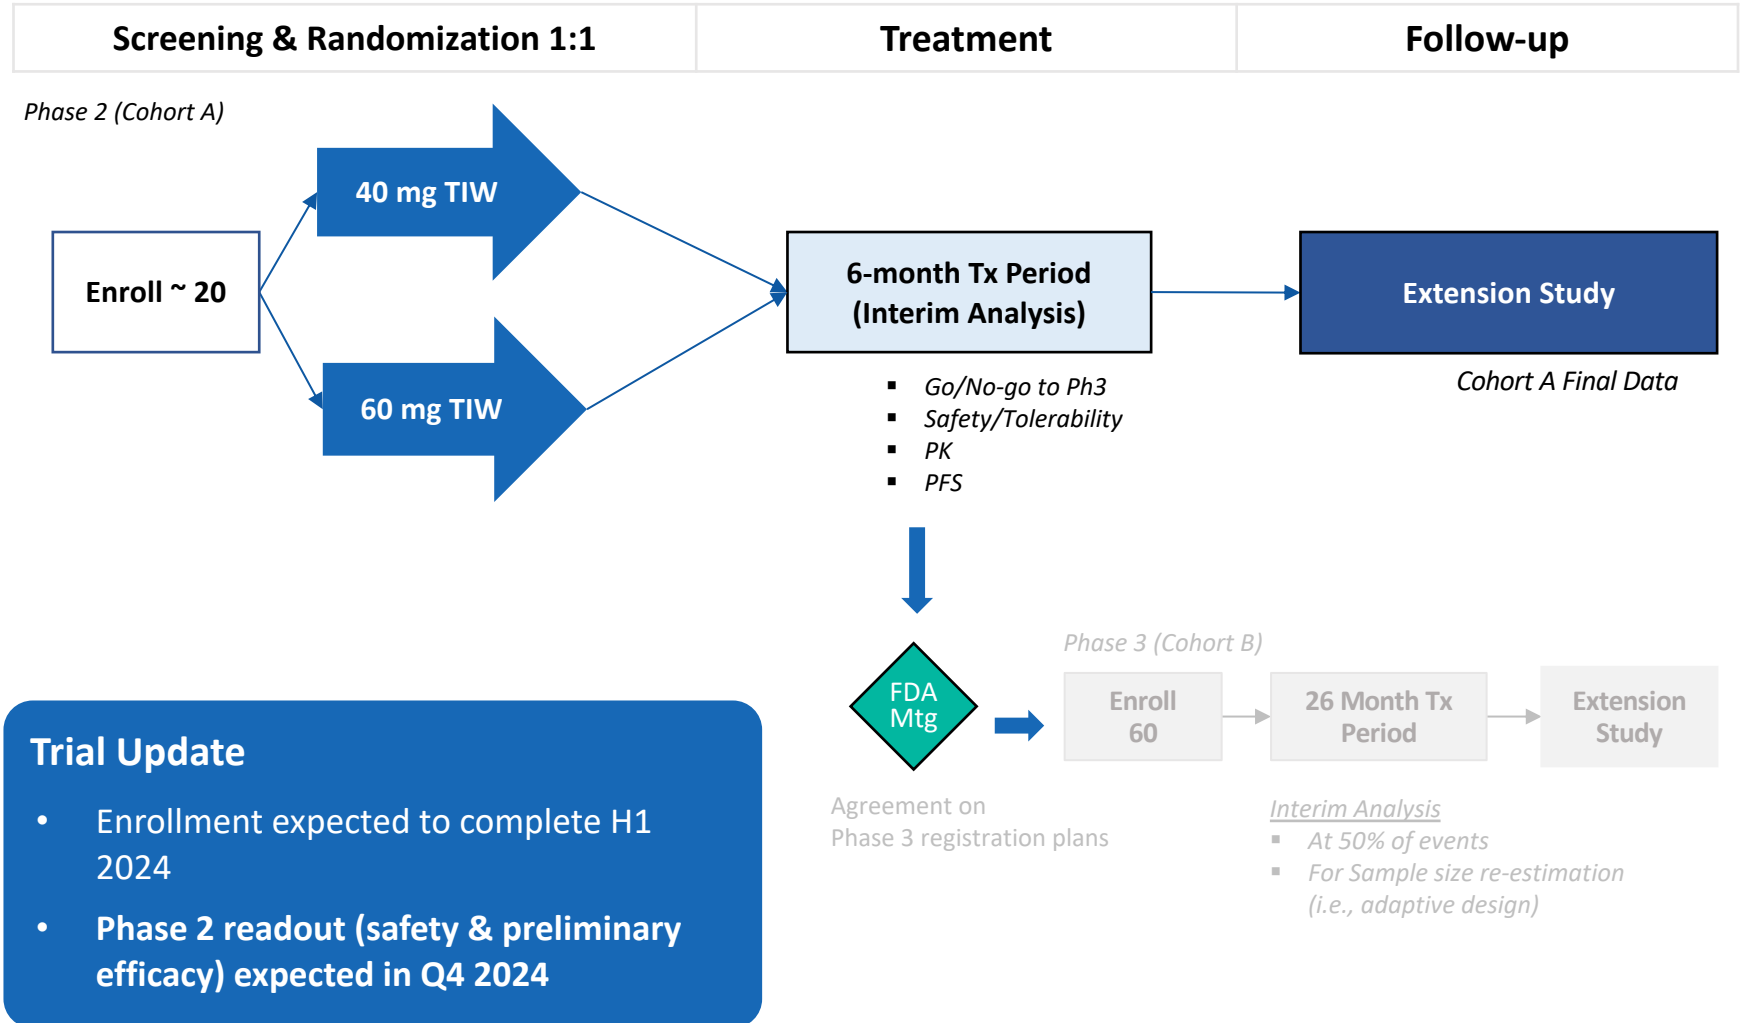 Screening & Randomization 1:1
Treatment
Follow-up
Phase 2 (Cohort A)
40 mg TIW
Enroll ~ 20
60 mg TIW
6-month Tx Period
(Interim Analysis)
▪ Go/No-go to Ph3
▪ Safety/Tolerability
▪ PK
▪ PFS
Extension Study
Cohort A Final Data
FDA
Mtg
Agreement on
Phase 3 registration plans
Phase 3 (Cohort B)
Enroll
60
26 Month Tx
Period
Extension
Study
Interim Analysis
▪ At 50% of events
▪ For Sample size re-estimation
(i.e., adaptive design)
Trial Update
• Enrollment expected to complete H1
2024
• Phase 2 readout (safety & preliminary
efficacy) expected in Q4 2024